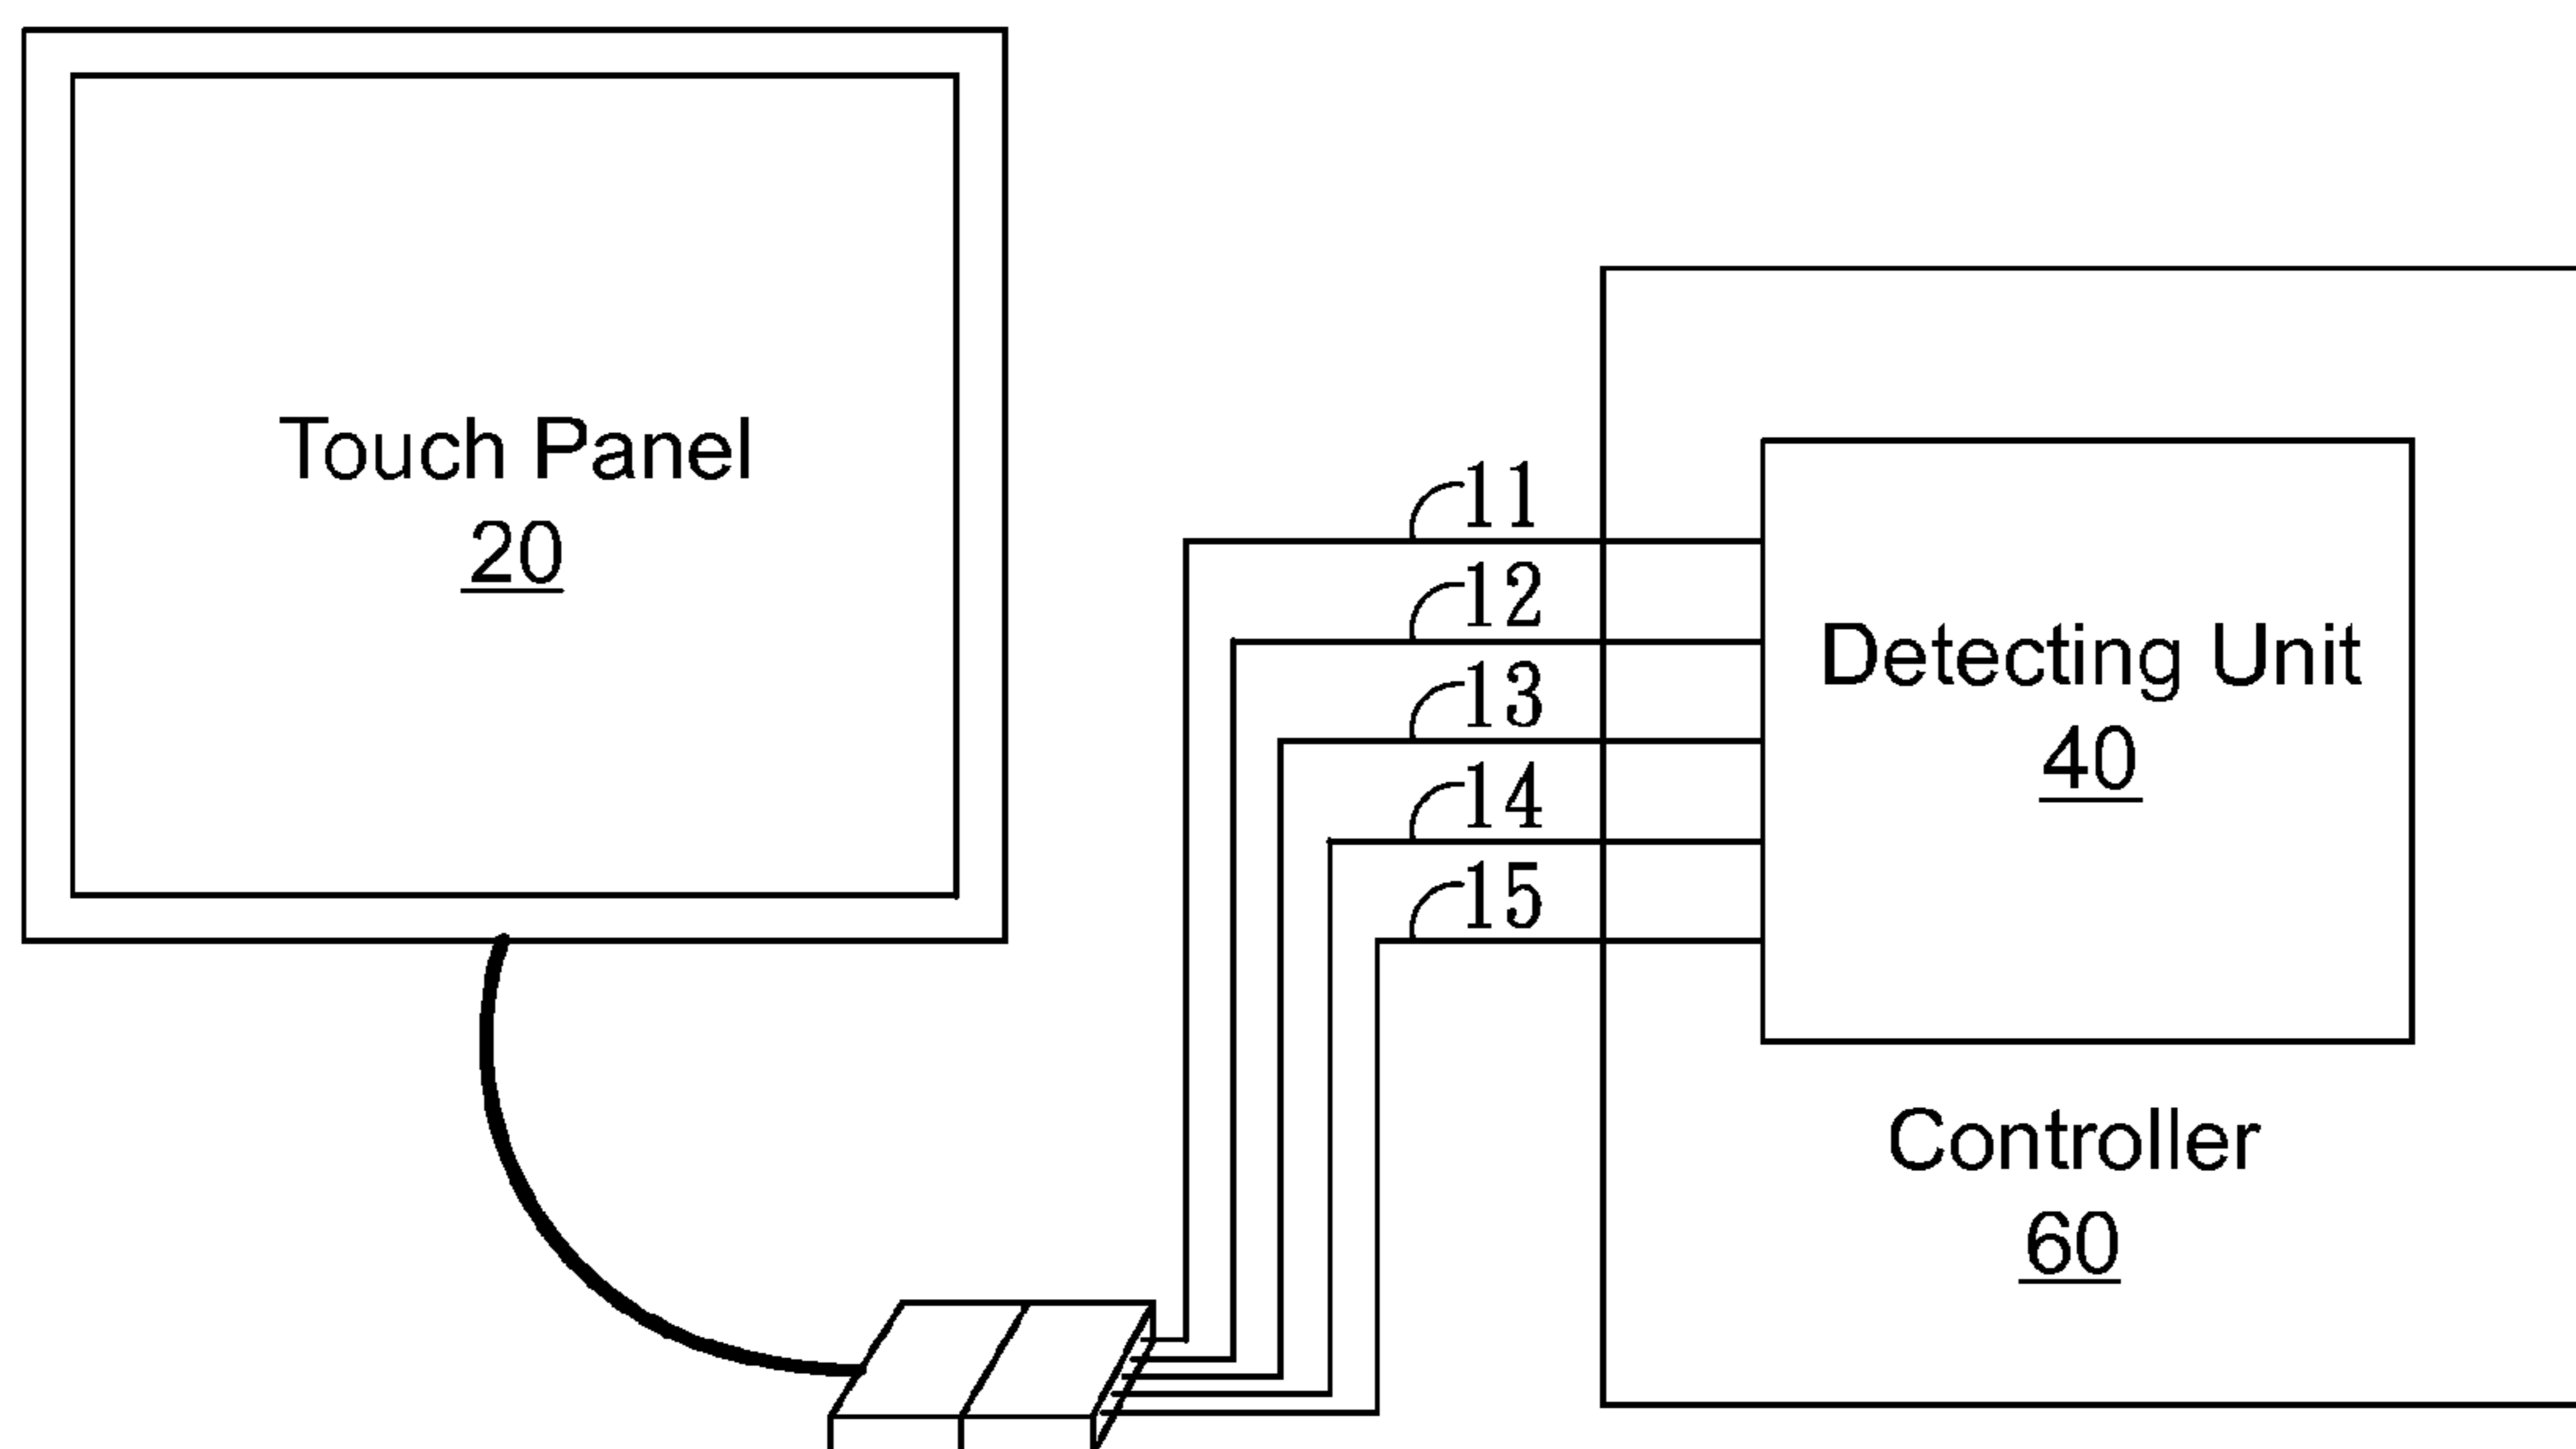 Touch Panel
20
11
12
13
14
15
Detecting Unit
40
Controller
60